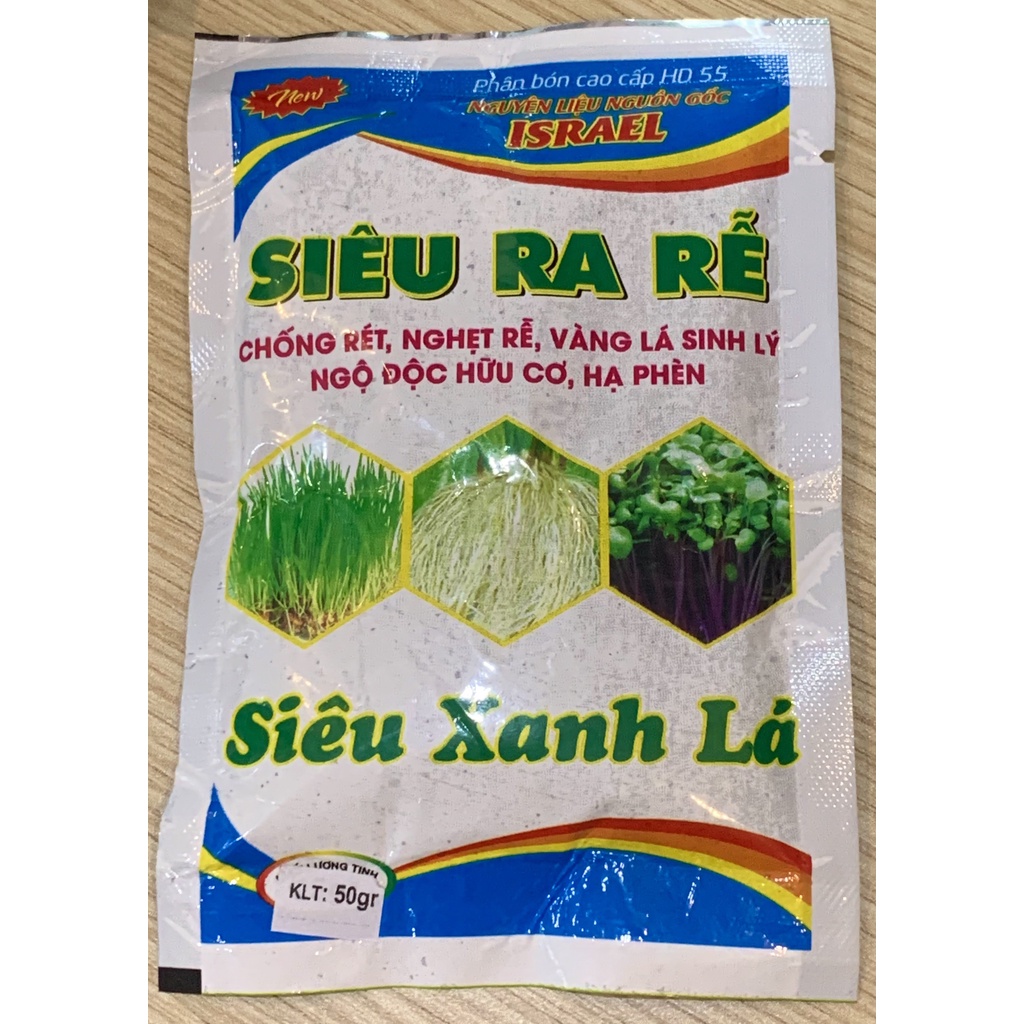 New
Phân bón cao cấp HD 55
NGUYÊN LIỆU NGUỒN GỐC
ISRAEL
SIÊU RA RỄ
CHỐNG RÉT, NGHẸT RỄ, VÀNG LÁ SINH LÝ
NGỘ ĐỘC HỮU CƠ, HẠ PHÈN
Siêu Xanh Lá
LƯỢNG TỊNH
KLT: 50gr